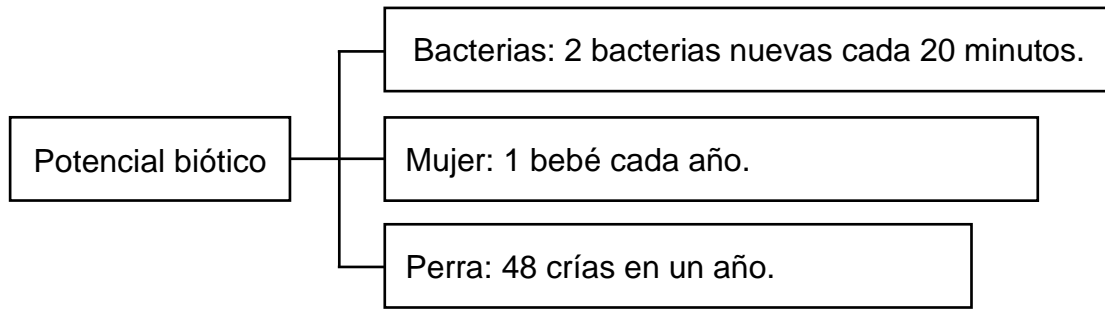 Bacterias: 2 bacterias nuevas cada 20 minutos.
Potencial biótico
Mujer: 1 bebé cada año.
Perra: 48 crías en un año.